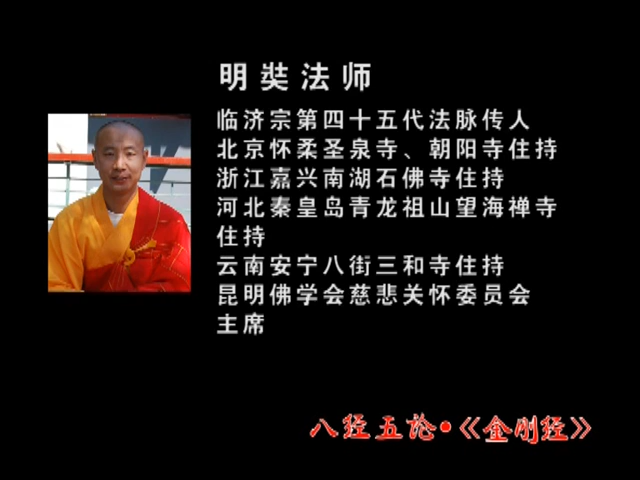 明奘法师
临济宗第四十五代法脉传人
北京怀柔圣泉寺、朝阳寺住持
浙江嘉兴南湖石佛寺住持
河北秦皇岛青龙祖山望海禅寺
住持
云南安宁八街三和寺住持
昆明佛学会慈悲关怀委员会
主席
八经五论·《金刚经》